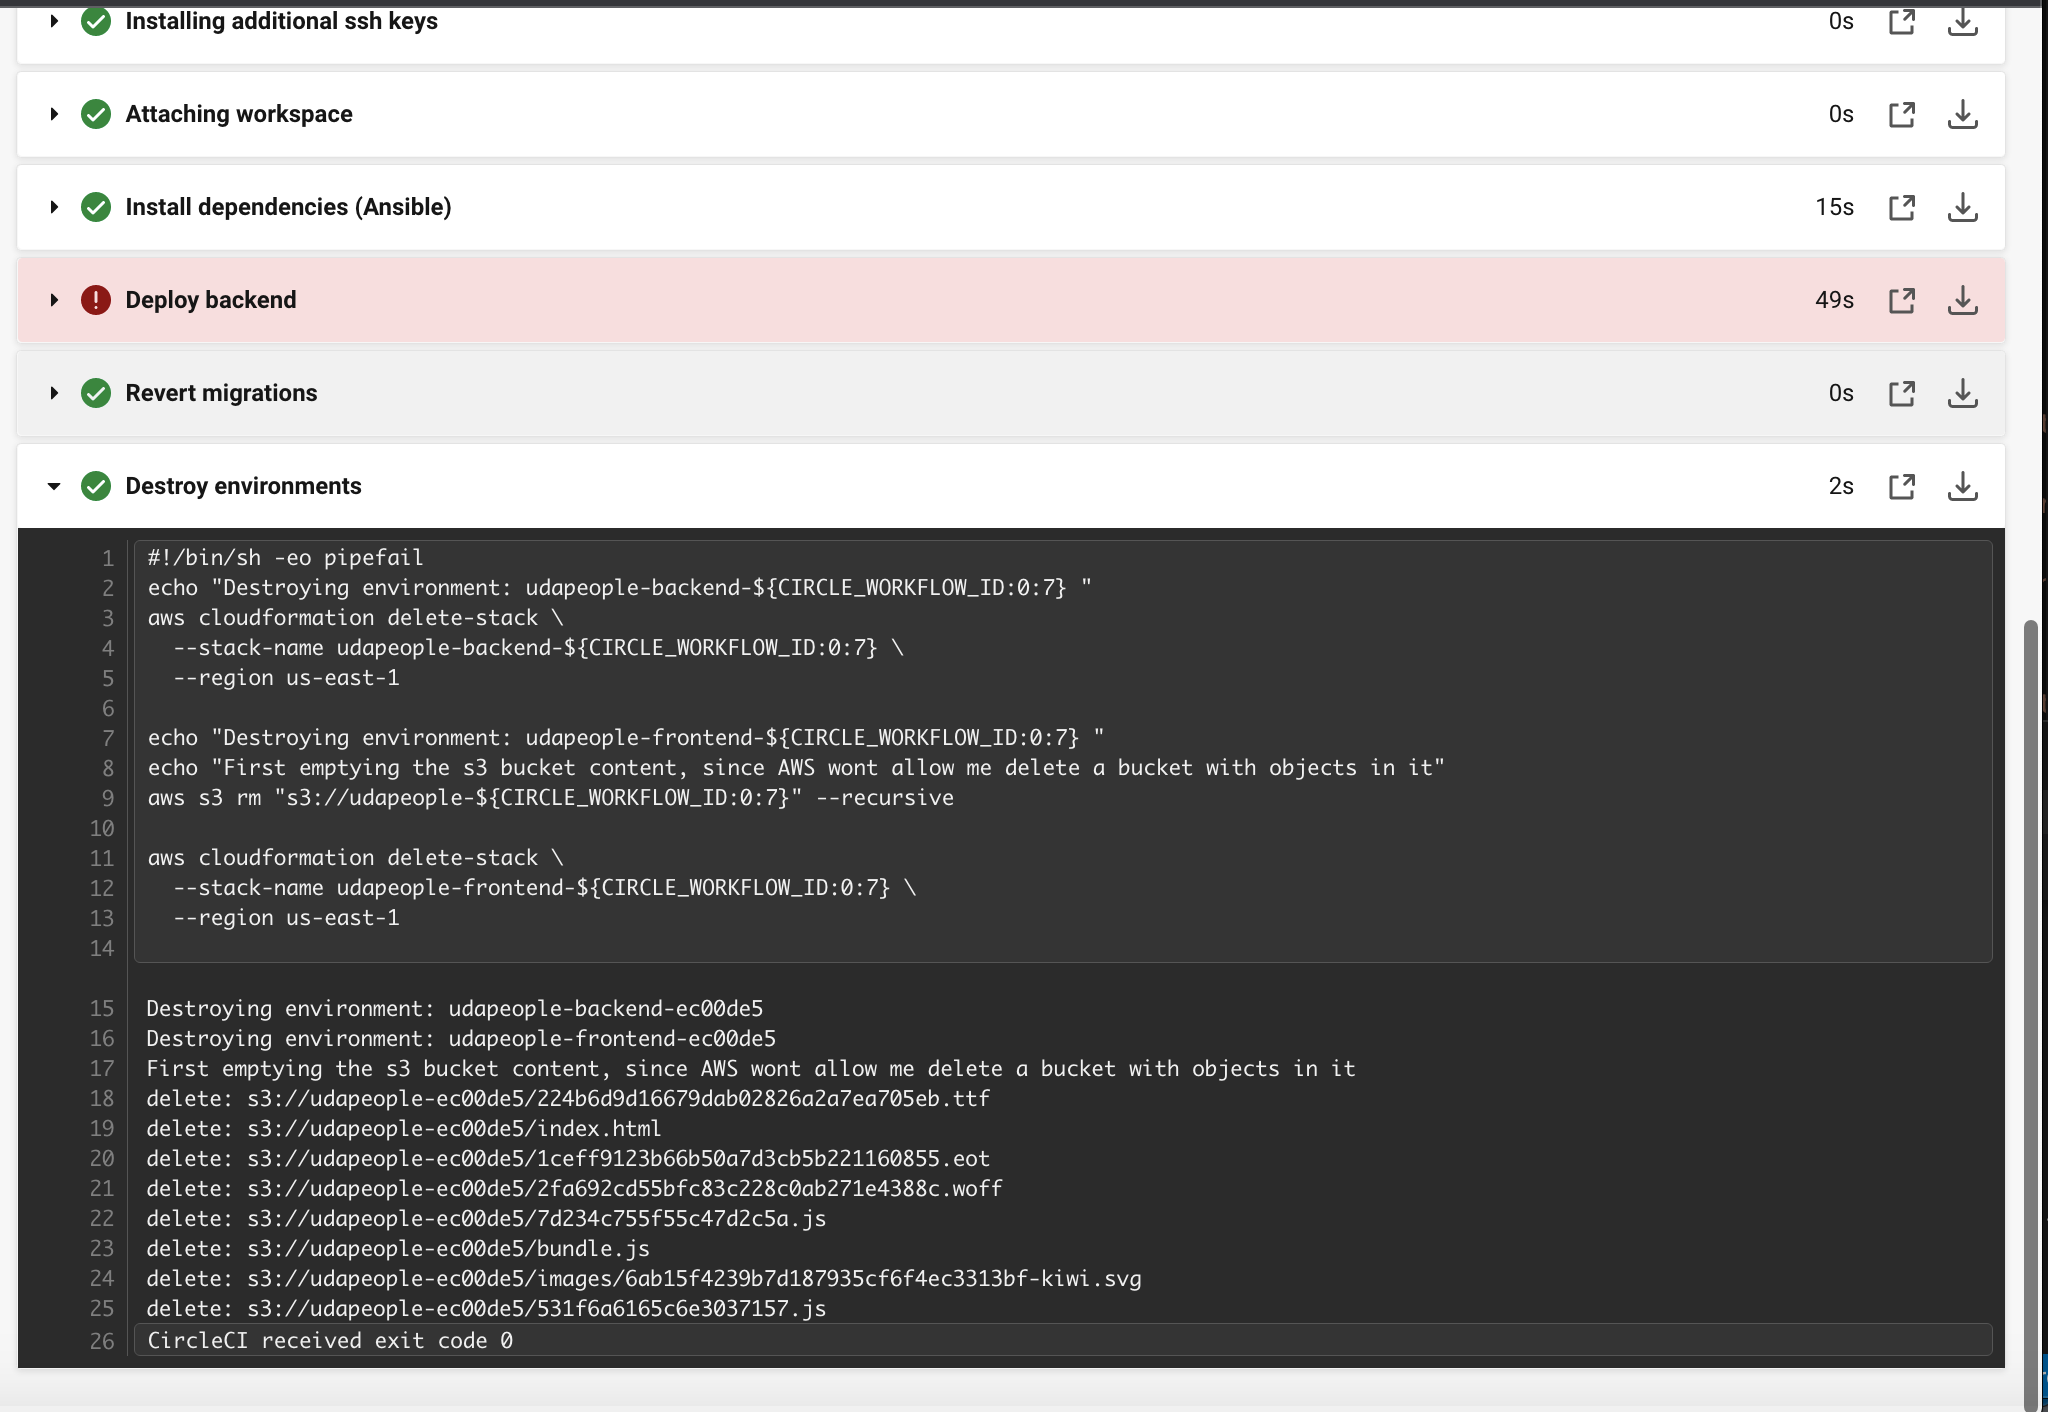 Installing additional ssh keys 0s
Attaching workspace 0s
Install dependencies (Ansible) 15s
Deploy backend 49s
Revert migrations 0s
Destroy environments 2s
1 #!/bin/sh -eo pipefail
2 echo "Destroying environment: udapeople-backend-${CIRCLE_WORKFLOW_ID:0:7} "
3 aws cloudformation delete-stack \
4   --stack-name udapeople-backend-${CIRCLE_WORKFLOW_ID:0:7} \
5   --region us-east-1
6
7 echo "Destroying environment: udapeople-frontend-${CIRCLE_WORKFLOW_ID:0:7} "
8 echo "First emptying the s3 bucket content, since AWS wont allow me delete a bucket with objects in it"
9 aws s3 rm "s3://udapeople-${CIRCLE_WORKFLOW_ID:0:7}" --recursive
10
11 aws cloudformation delete-stack \
12   --stack-name udapeople-frontend-${CIRCLE_WORKFLOW_ID:0:7} \
13   --region us-east-1
14
15 Destroying environment: udapeople-backend-ec00de5
16 Destroying environment: udapeople-frontend-ec00de5
17 First emptying the s3 bucket content, since AWS wont allow me delete a bucket with objects in it
18 delete: s3://udapeople-ec00de5/224b6d9d16679dab02826a2a7ea705eb.ttf
19 delete: s3://udapeople-ec00de5/index.html
20 delete: s3://udapeople-ec00de5/1ceff9123b66b50a7d3cb5b221160855.eot
21 delete: s3://udapeople-ec00de5/2fa692cd55bfc83c228c0ab271e4388c.woff
22 delete: s3://udapeople-ec00de5/7d234c755f55c47d2c5a.js
23 delete: s3://udapeople-ec00de5/bundle.js
24 delete: s3://udapeople-ec00de5/images/6ab15f4239b7d187935cf6f4ec3313bf-kiwi.svg
25 delete: s3://udapeople-ec00de5/531f6a6165c6e3037157.js
26 CircleCI received exit code 0